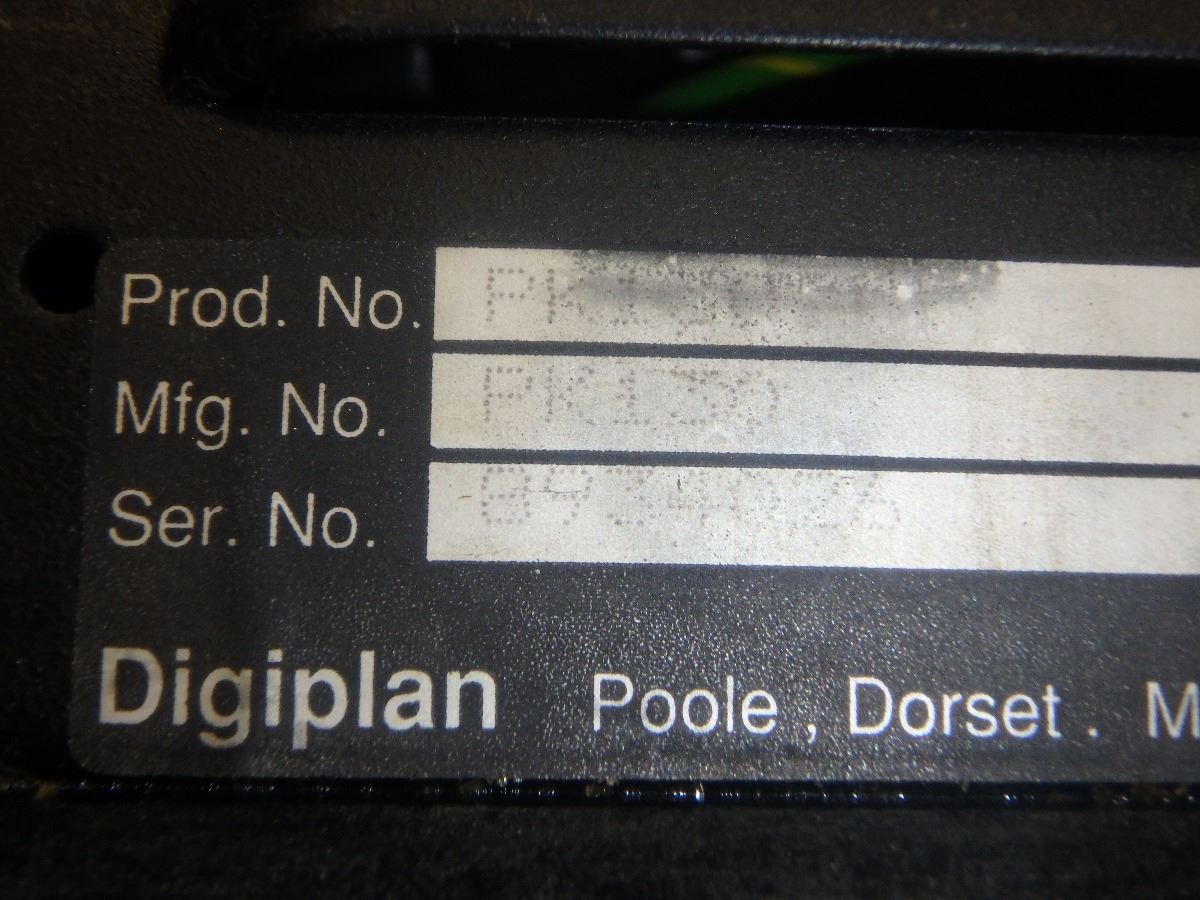 Prod. No.
Mfg. No. PK130
Ser. No.
Digiplan Poole, Dorset. M